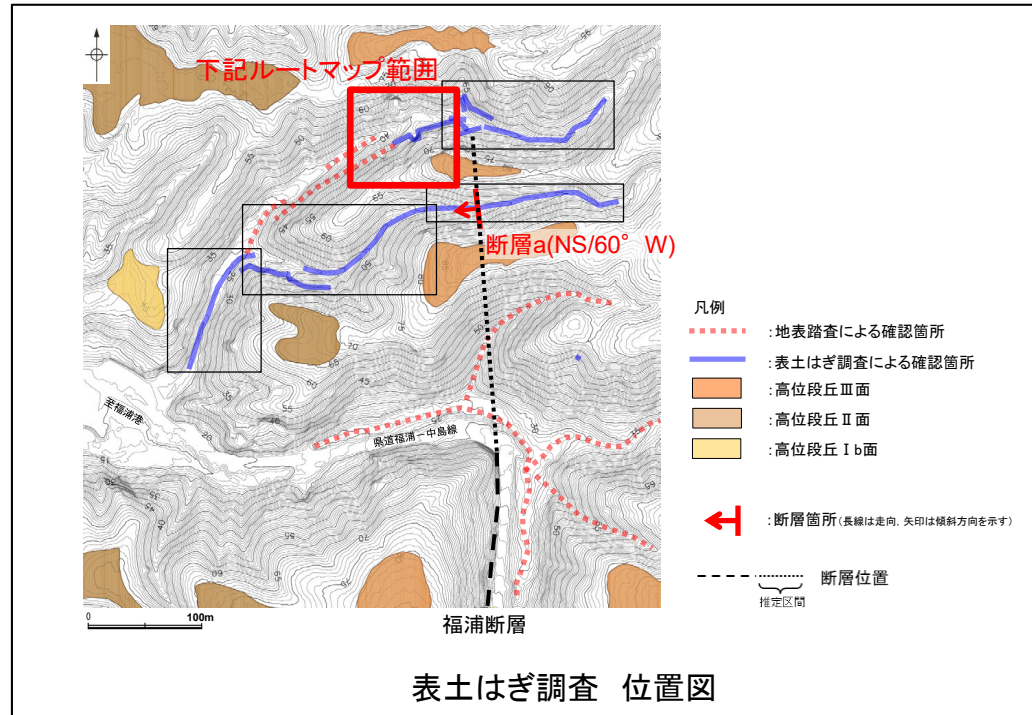 下記ルートマップ範囲
断層a(NS/60°W)
至福浦港
県道福浦ー中島線
0 100m
福浦断層
凡例
:地表踏査による確認箇所
:表土はぎ調査による確認箇所
:高位段丘Ⅲ面
:高位段丘Ⅱ面
:高位段丘Ⅰb面
:断層箇所(長線は走向，矢印は傾斜方向を示す)
断層位置
推定区間
表土はぎ調査 位置図